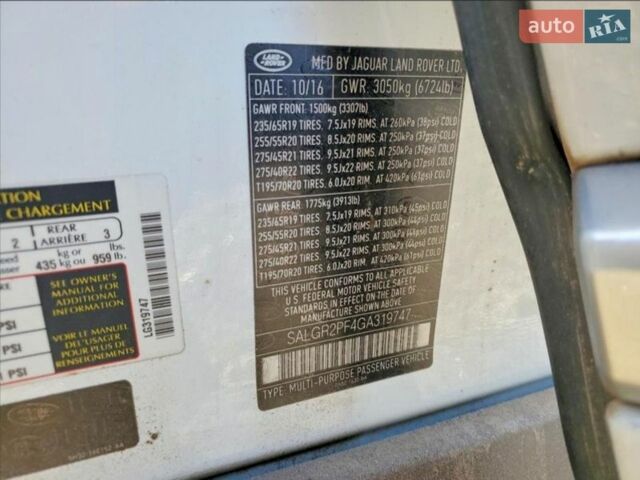 auto RIA .com
LAND ROVER
MFD BY JAGUAR LAND ROVER LTD.
DATE: 10/16 GWR: 3050kg (6724lb)
GAWR FRONT: 1500kg (3307lb)
235/65R19 TIRES, 7.5Jx19 RIMS, AT 260kPa (38psi) COLD
255/55R20 TIRES, 8.5Jx20 RIMS, AT 250kPa (37psi) COLD
275/45R21 TIRES, 9.5Jx21 RIMS, AT 250kPa (37psi) COLD
275/40R22 TIRES, 9.5Jx22 RIMS, AT 250kPa (37psi) COLD
T195/70R20 TIRES, 6.0Jx20 RIM, AT 420kPa (61psi) COLD
GAWR REAR: 1775kg (3913lb)
235/65R19 TIRES, 7.5Jx19 RIMS, AT 310kPa (45psi) COLD
255/55R20 TIRES, 8.5Jx20 RIMS, AT 300kPa (44psi) COLD
275/45R21 TIRES, 9.5Jx21 RIMS, AT 300kPa (44psi) COLD
275/40R22 TIRES, 9.5Jx22 RIMS, AT 300kPa (44psi) COLD
T195/70R20 TIRES, 6.0Jx20 RIM, AT 420kPa (61psi) COLD
THIS VEHICLE CONFORMS TO ALL APPLICABLE
U.S. FEDERAL MOTOR VEHICLE SAFETY
STANDARDS IN EFFECT ON THE DATE OF
MANUFACTURE SHOWN ABOVE.
SALGR2PF4GA319747
TYPE: MULTI-PURPOSE PASSENGER VEHICLE
CHARGEMENT
2 REAR 3
ARRIÈRE
kg or lbs.
435 kg ou 959 lb.
SEE OWNER'S
MANUAL FOR
ADDITIONAL
INFORMATION
VOIR LE MANUEL
DE L'USAGER
POUR PLUS DE
RENSEIGNEMENTS
PSI
PSI
1 PSI
LG319747